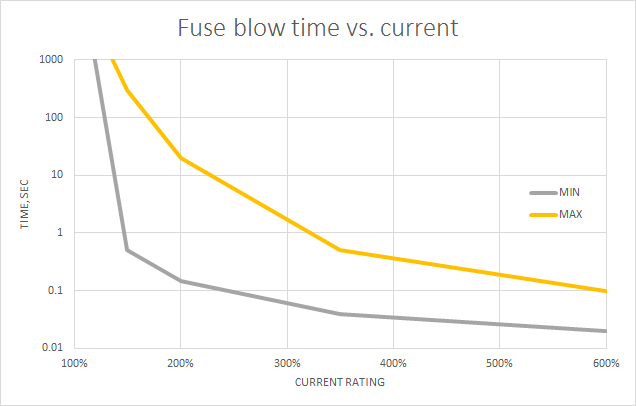 Fuse blow time vs. current
1000
100
10
1
0.1
0.01
TIME, SEC
MIN
MAX
100% 200% 300% 400% 500% 600%
CURRENT RATING